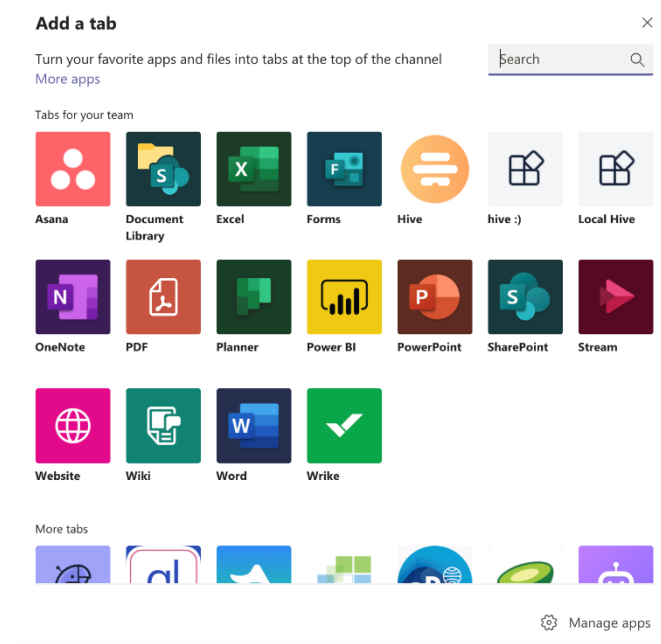 Add a tab
Turn your favorite apps and files into tabs at the top of the channel
Search
More apps
Tabs for your team
S
X
F
Asana
Document Library
Excel
Forms
Hive
hive :)
Local Hive
N
P
S
OneNote
PDF
Planner
Power BI
PowerPoint
SharePoint
Stream
W
Website
Wiki
Word
Wrike
More tabs
Manage apps